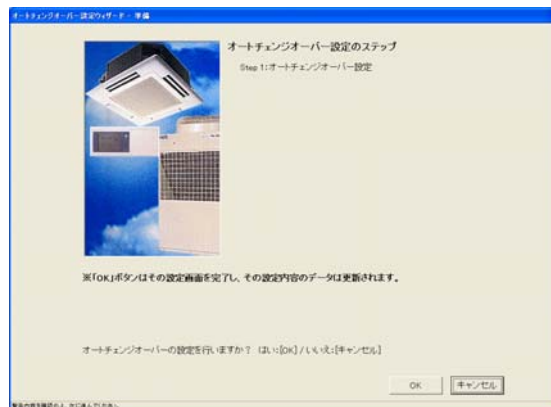 オートチェンジオーバー設定ウィザード - 準備
オートチェンジオーバー設定のステップ
Step 1:オートチェンジオーバー設定
※「OK」ボタンはその設定画面を完了し、その設定内容のデータは更新されます。
オートチェンジオーバーの設定を行いますか? はい:[OK] / いいえ:[キャンセル]
OK
キャンセル